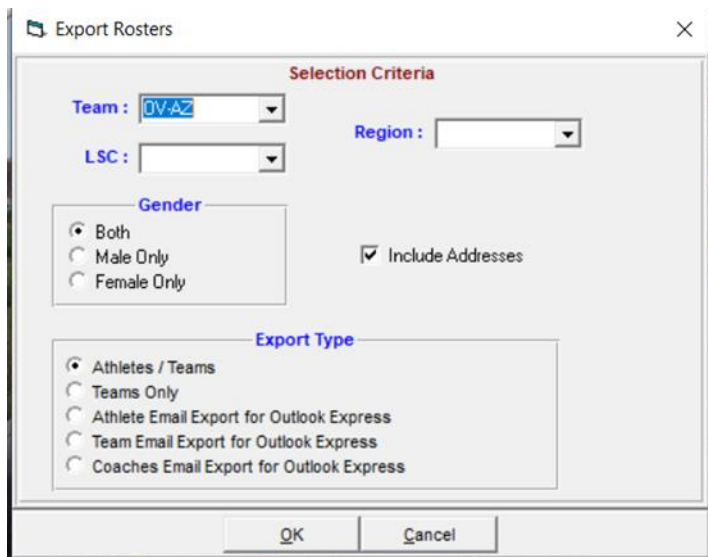 Export Rosters
Selection Criteria
Team : OV-AZ
Region :
LSC :
Gender
Both
Male Only
Female Only
Include Addresses
Export Type
Athletes / Teams
Teams Only
Athlete Email Export for Outlook Express
Team Email Export for Outlook Express
Coaches Email Export for Outlook Express
OK Cancel